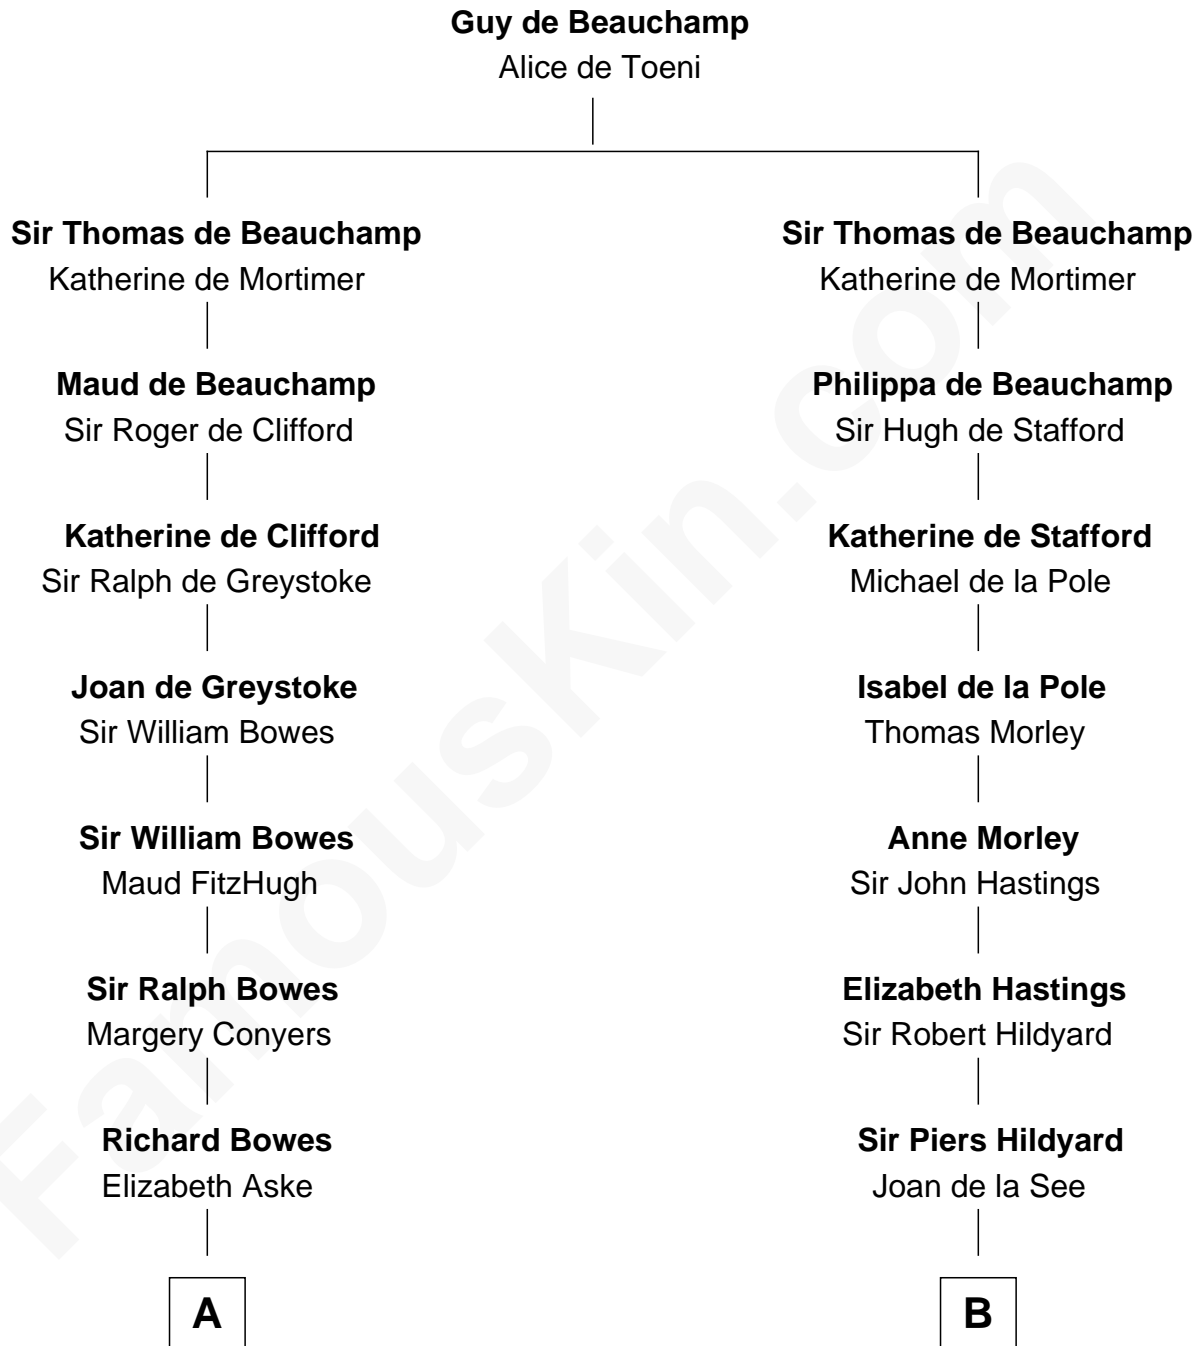 Guy de Beauchamp
Alice de Toeni
Sir Thomas de Beauchamp
Katherine de Mortimer
Maud de Beauchamp
Sir Roger de Clifford
Katherine de Clifford
Sir Ralph de Greystoke
Joan de Greystoke
Sir William Bowes
Sir William Bowes
Maud FitzHugh
Sir Ralph Bowes
Margery Conyers
Richard Bowes
Elizabeth Aske
A
Sir Thomas de Beauchamp
Katherine de Mortimer
Philippa de Beauchamp
Sir Hugh de Stafford
Katherine de Stafford
Michael de la Pole
Isabel de la Pole
Thomas Morley
Anne Morley
Sir John Hastings
Elizabeth Hastings
Sir Robert Hildyard
Sir Piers Hildyard
Joan de la See
B
FamousKin.com